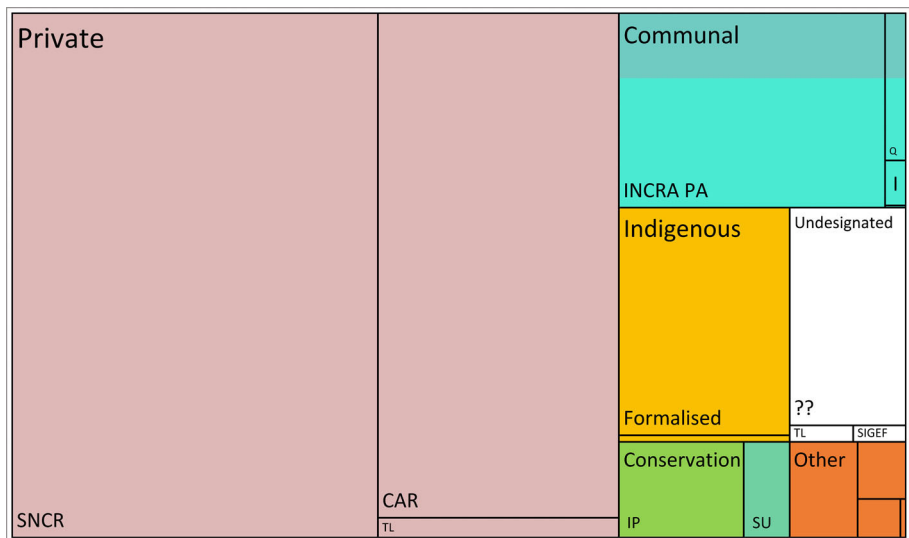 Private
SNCR
CAR
TL
Communal
INCRA PA
Q
I
Indigenous
Formalised
Undesignated
??
TL
SIGEF
Conservation
IP
SU
Other